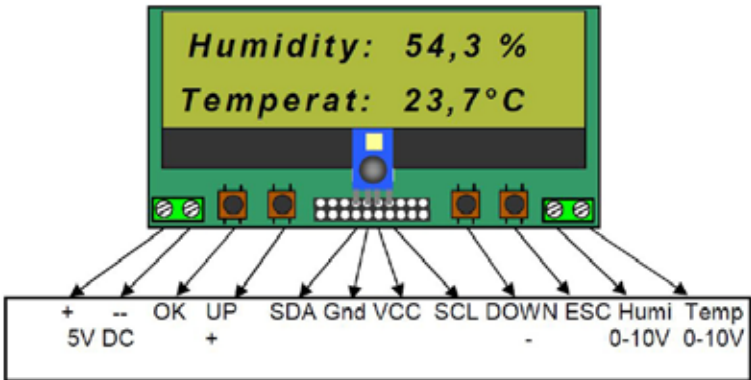 Humidity: 54,3 %
Temperat: 23,7°C
+ -- OK UP SDA Gnd VCC SCL DOWN ESC Humi Temp
5V DC + - 0-10V 0-10V